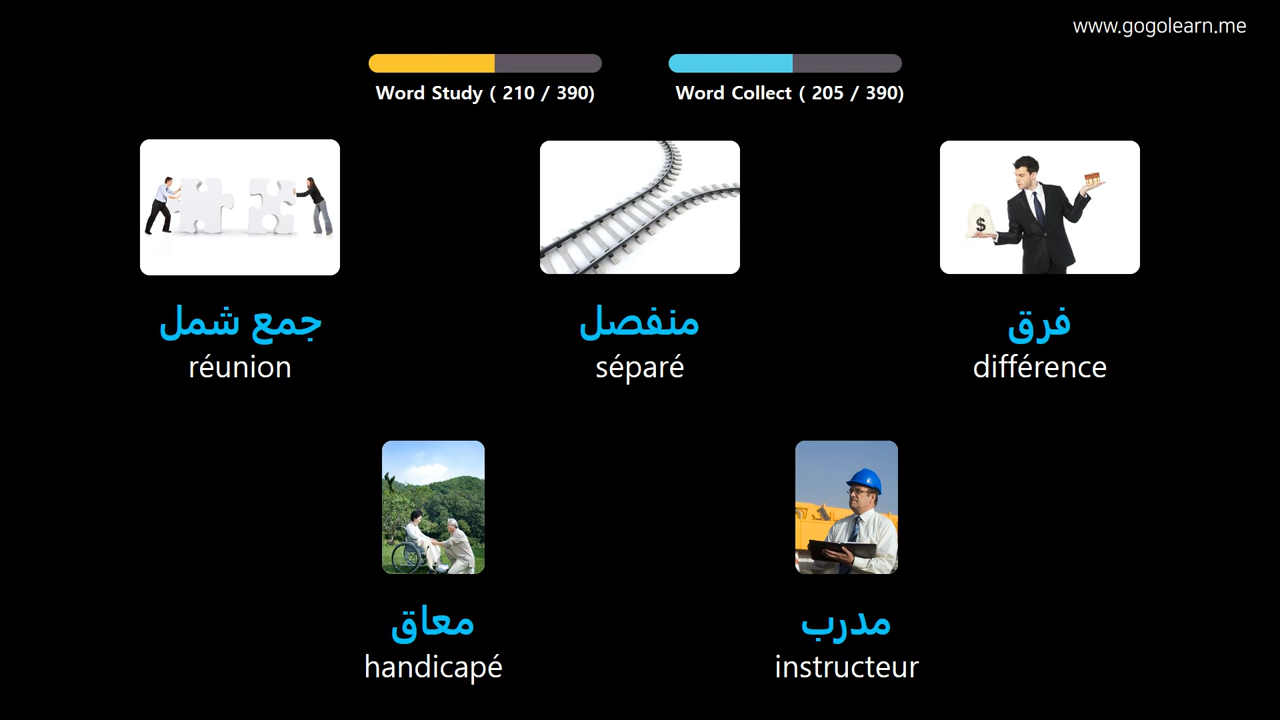 www.gogolearn.me
Word Study ( 210 / 390)
Word Collect ( 205 / 390)
جمع شمل
réunion
منفصل
séparé
فرق
différence
معاق
handicapé
مدرب
instructeur